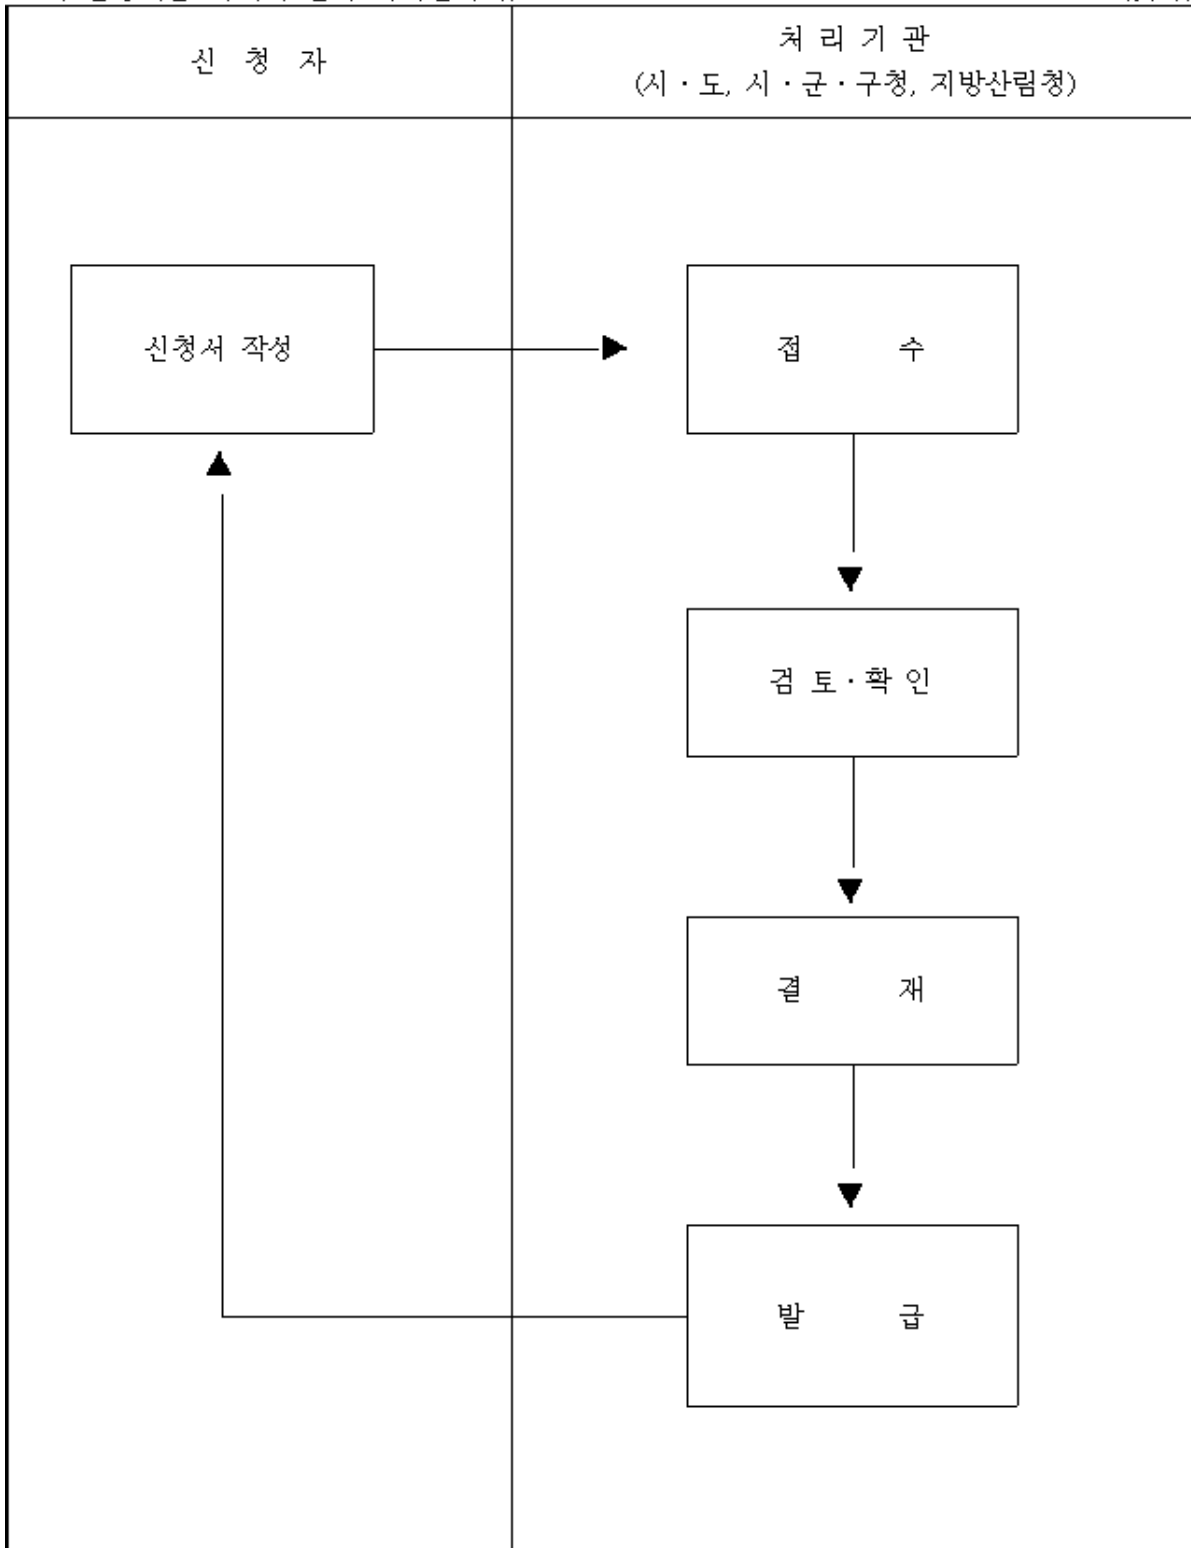 신 청 자
처 리 기 관
(시 · 도, 시 · 군 · 구청, 지방산림청)
신청서 작성
접 수
검 토 · 확 인
결 재
발 급